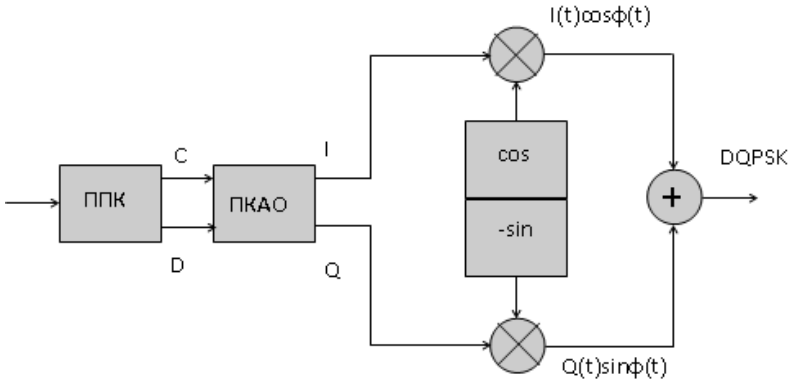 I(t)cosϕ(t)
C
I
cos
DQPSK
ППК
ПКАО
+
-sin
D
Q
Q(t)sinϕ(t)